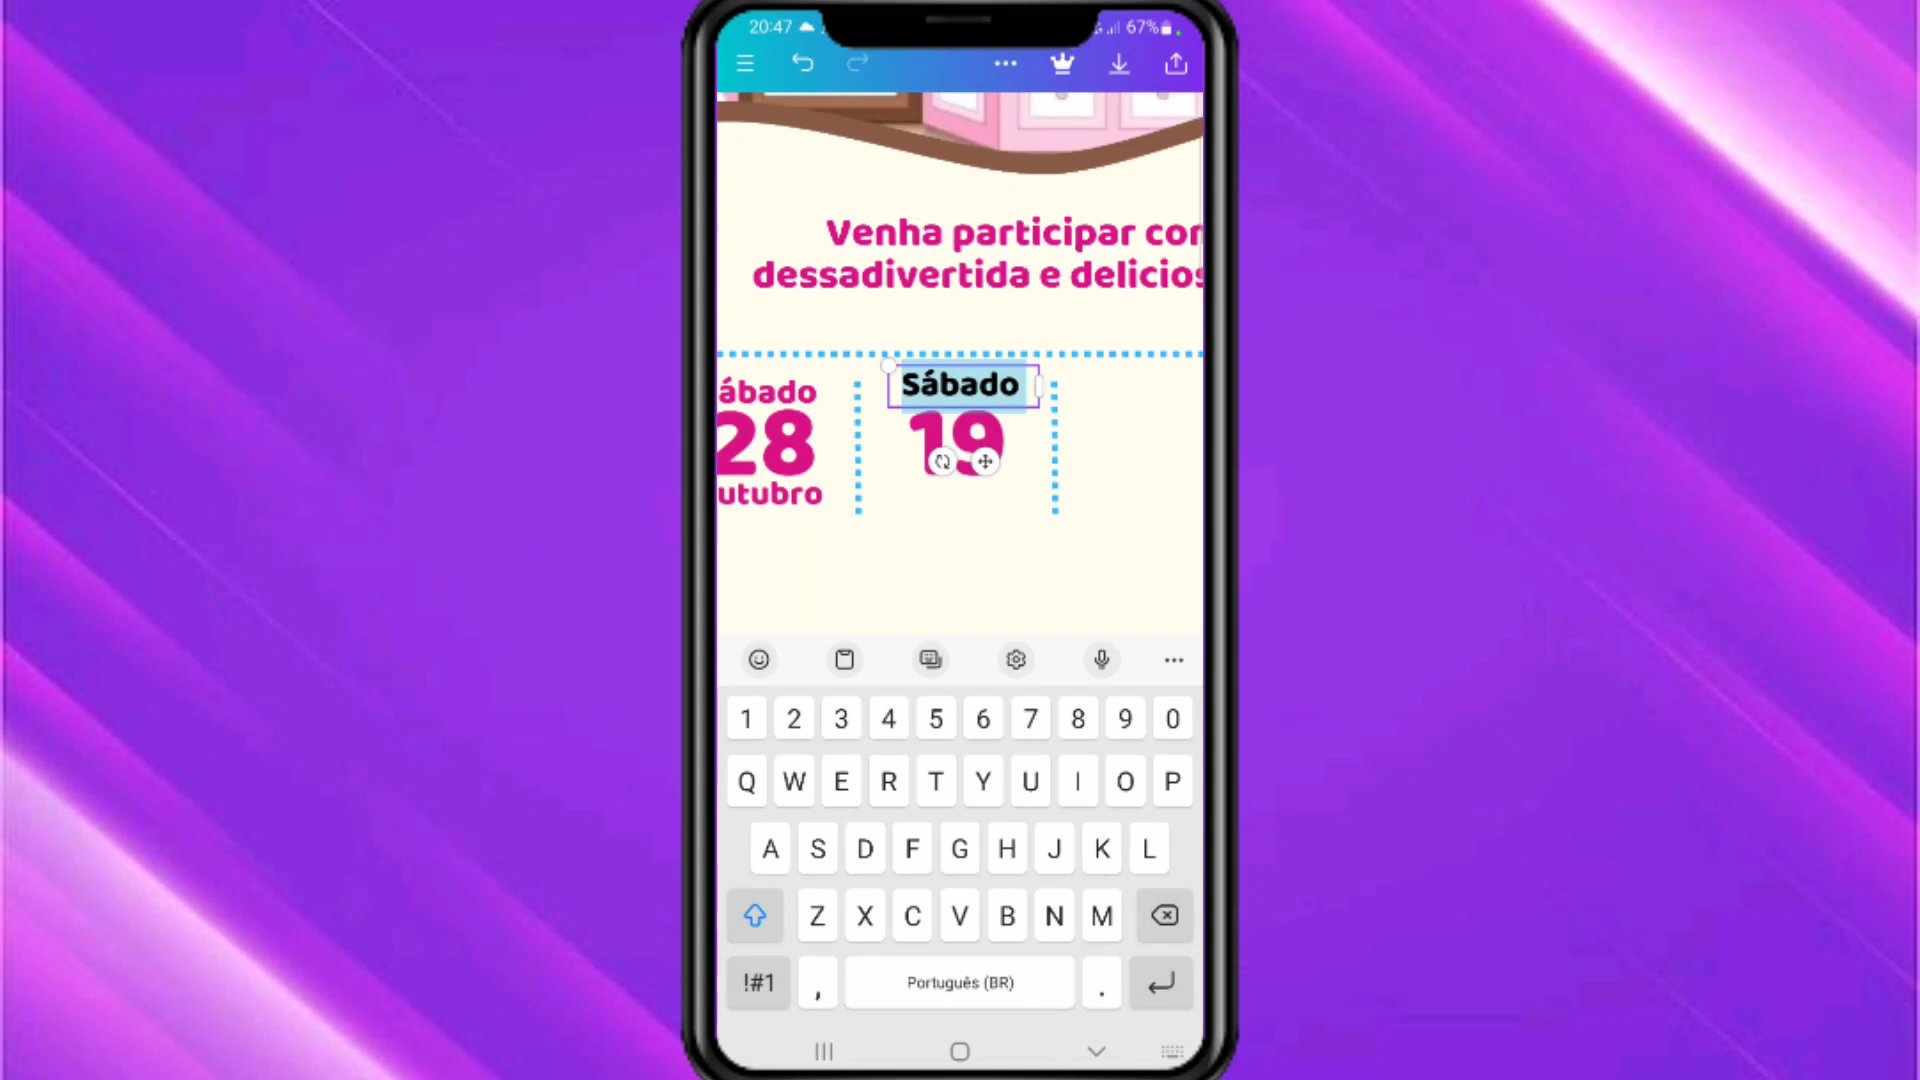 20:47
67%
Venha participar con
dessadivertida e delicios
ábado
28
utubro
Sábado
19
1 2 3 4 5 6 7 8 9 0
Q W E R T Y U I O P
A S D F G H J K L
Z X C V B N M
!#1 , Português (BR) .